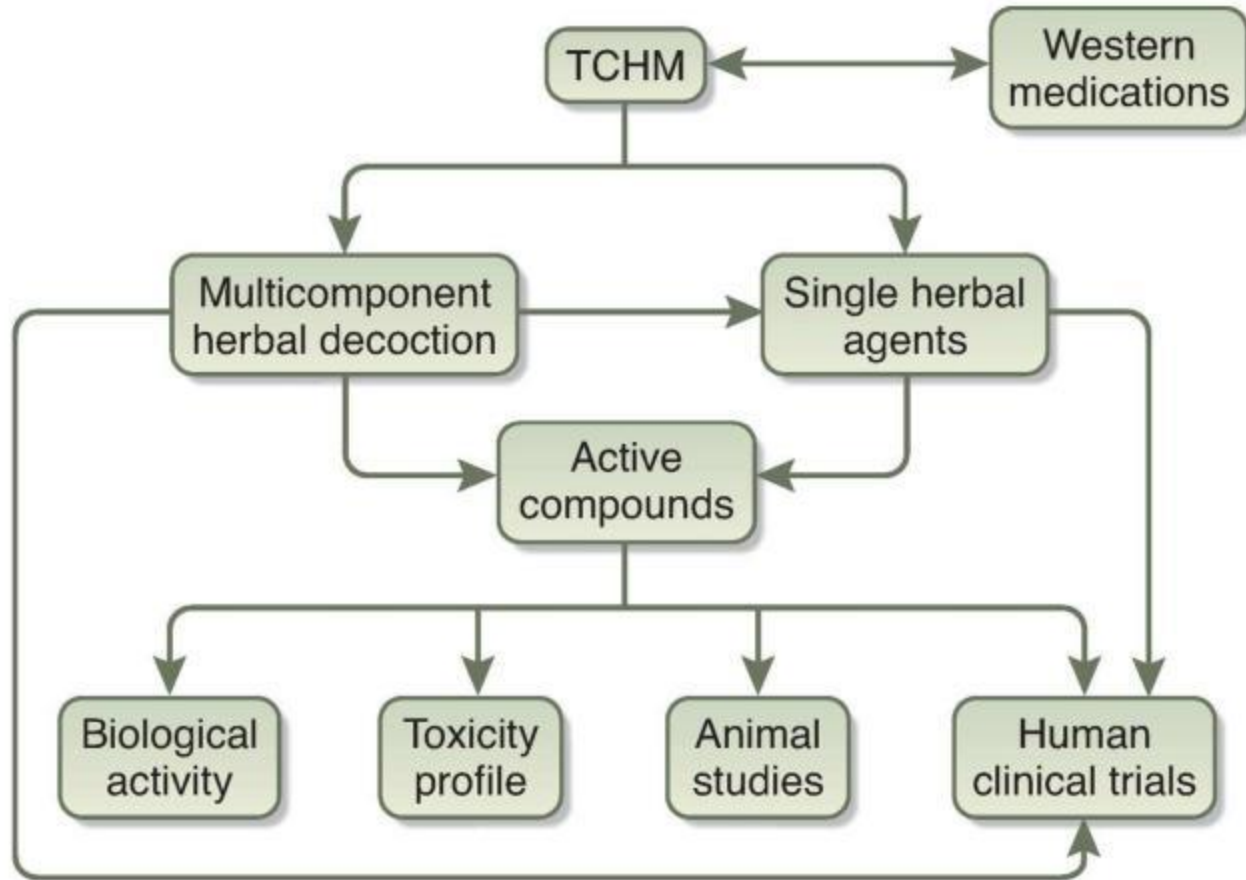 TCHM
Western
medications
Multicomponent
herbal decoction
Single herbal
agents
Active
compounds
Biological
activity
Toxicity
profile
Animal
studies
Human
clinical trials